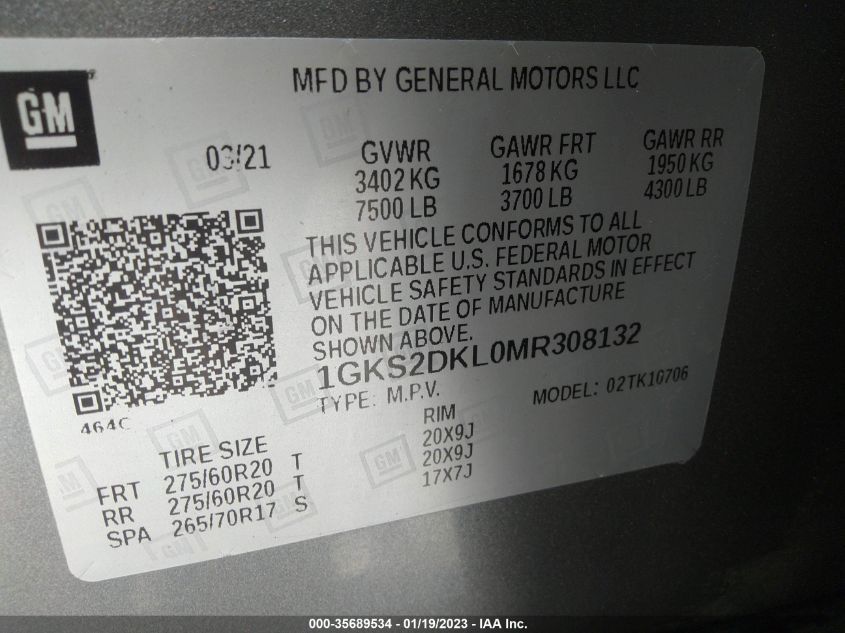 MFD BY GENERAL MOTORS LLC
GM
03/21
GVWR
3402 KG
7500 LB
GAWR FRT
1678 KG
3700 LB
GAWR RR
1950 KG
4300 LB
THIS VEHICLE CONFORMS TO ALL
APPLICABLE U.S. FEDERAL MOTOR
VEHICLE SAFETY STANDARDS IN EFFECT
ON THE DATE OF MANUFACTURE
SHOWN ABOVE.
1GKS2DKL0MR308132
TYPE: M.P.V.
MODEL: 02TK10706
464C
TIRE SIZE
RIM
FRT 275/60R20 T 20X9J
RR 275/60R20 T 20X9J
SPA 265/70R17 S 17X7J
000-35689534 - 01/19/2023 - IAA Inc.